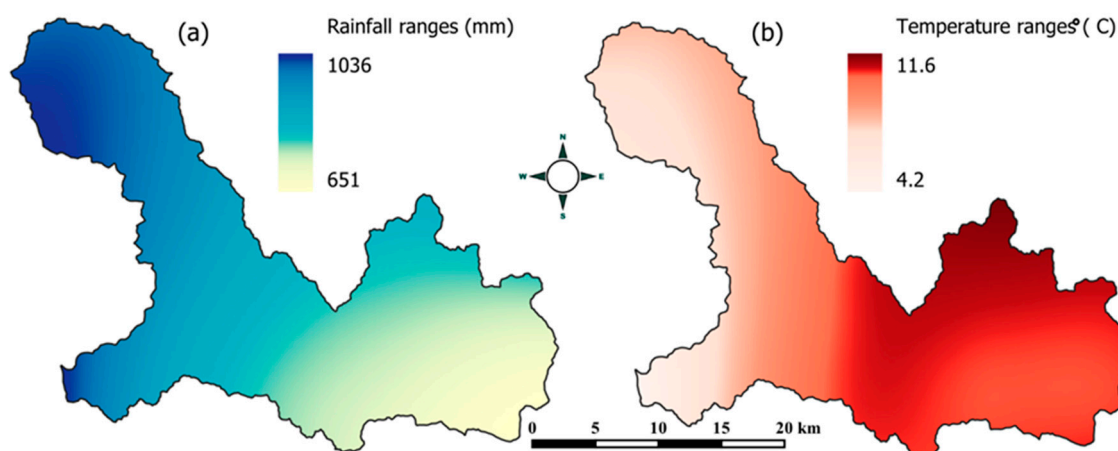 (a)
Rainfall ranges (mm)
1036
651
N
W E
S
(b)
Temperature ranges° ( C)
11.6
4.2
0 5 10 15 20 km